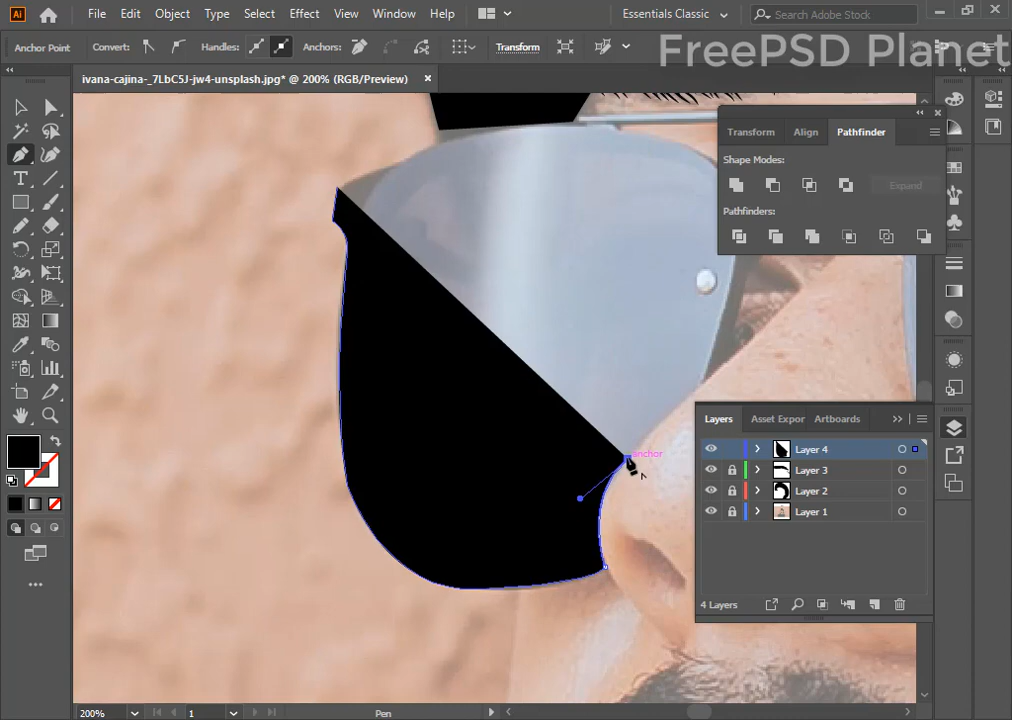 Ai File Edit Object Type Select Effect View Window Help Essentials Classic Search Adobe Stock
Anchor Point Convert: Handles: Anchors: Transform
FreePSD Planet
ivana-cajina-_7LbC5J-jw4-unsplash.jpg* @ 200% (RGB/Preview)
Transform Align Pathfinder
Shape Modes:
Expand
Pathfinders:
anchor
Layers Asset Expor Artboards
Layer 4
Layer 3
Layer 2
Layer 1
4 Layers
200% 1 Pen